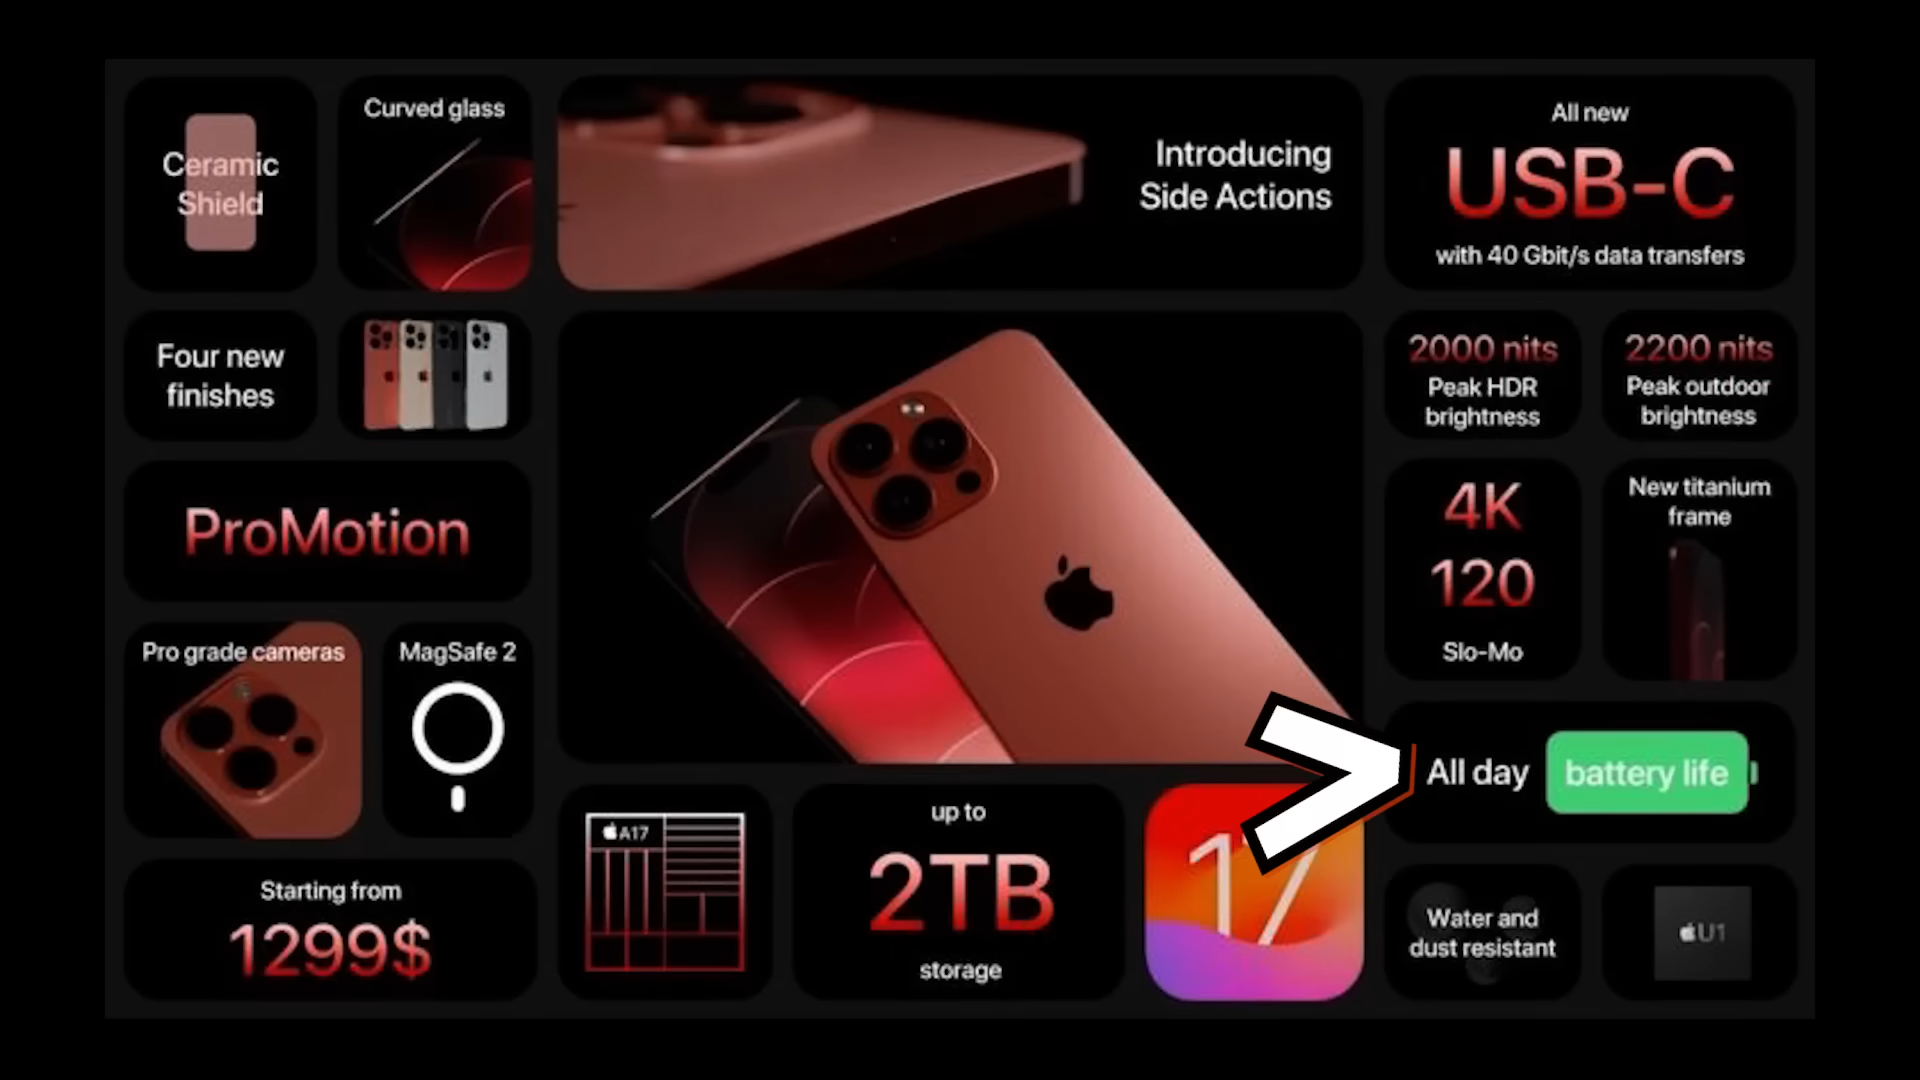 Ceramic
Shield
Curved glass
Introducing
Side Actions
All new
USB-C
with 40 Gbit/s data transfers
Four new
finishes
2000 nits
Peak HDR
brightness
2200 nits
Peak outdoor
brightness
ProMotion
4K
120
Slo-Mo
New titanium
frame
Pro grade cameras
MagSafe 2
All day
battery life
Starting from
1299$
A17
up to
2TB
storage
17
Water and
dust resistant
U1